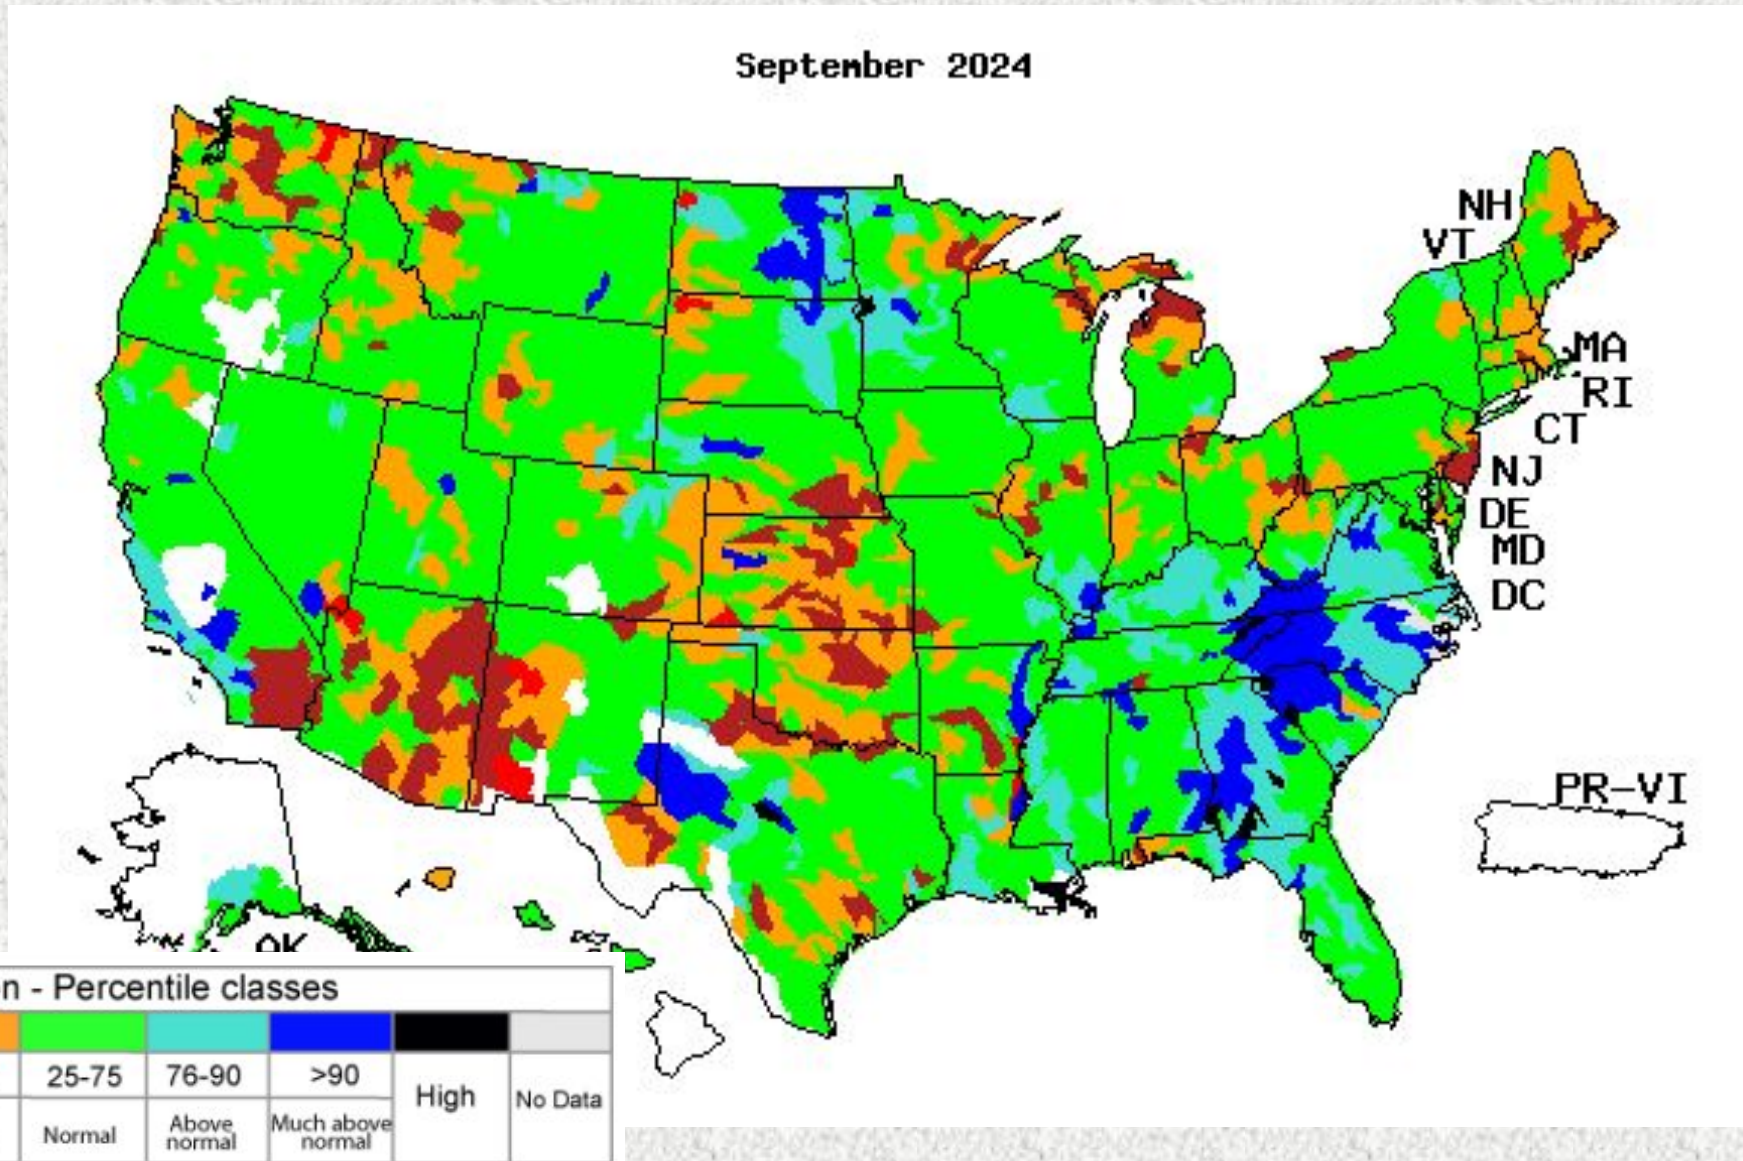 September 2024
NH
VT
MA
RI
CT
NJ
DE
MD
DC
PR-VI
n - Percentile classes
25-75 76-90 >90 High No Data
Normal Above normal Much above normal